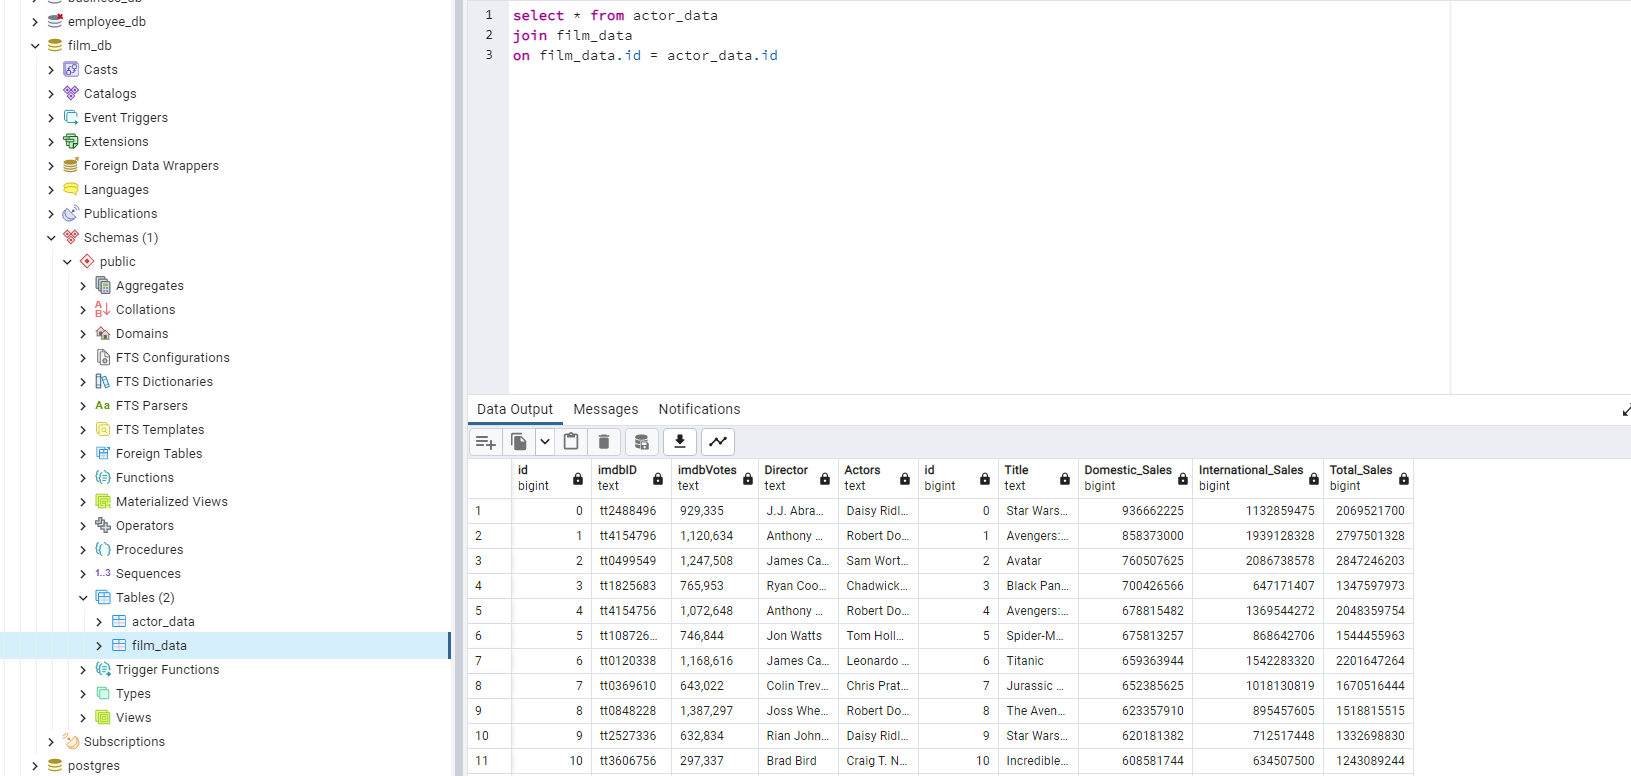 business_db
employee_db
film_db
Casts
Catalogs
Event Triggers
Extensions
Foreign Data Wrappers
Languages
Publications
Schemas (1)
public
Aggregates
Collations
Domains
FTS Configurations
FTS Dictionaries
Aa FTS Parsers
FTS Templates
Foreign Tables
Functions
Materialized Views
Operators
Procedures
1..3 Sequences
Tables (2)
actor_data
film_data
Trigger Functions
Types
Views
Subscriptions
postgres
1 select * from actor_data
2 join film_data
3 on film_data.id = actor_data.id
Data Output Messages Notifications
id imdbID imdbVotes Director Actors id Title Domestic_Sales International_Sales Total_Sales
bigint text text text text bigint text bigint bigint bigint
1 0 tt2488496 929,335 J.J. Abra... Daisy Ridl... 0 Star Wars... 936662225 1132859475 2069521700
2 1 tt4154796 1,120,634 Anthony ... Robert Do... 1 Avengers:... 858373000 1939128328 2797501328
3 2 tt0499549 1,247,508 James Ca... Sam Wort... 2 Avatar 760507625 2086738578 2847246203
4 3 tt1825683 765,953 Ryan Coo... Chadwick... 3 Black Pan... 700426566 647171407 1347597973
5 4 tt4154756 1,072,648 Anthony ... Robert Do... 4 Avengers:... 678815482 1369544272 2048359754
6 5 tt108726... 746,844 Jon Watts Tom Holl... 5 Spider-M... 675813257 868642706 1544455963
7 6 tt0120338 1,168,616 James Ca... Leonardo ... 6 Titanic 659363944 1542283320 2201647264
8 7 tt0369610 643,022 Colin Trev... Chris Prat... 7 Jurassic ... 652385625 1018130819 1670516444
9 8 tt0848228 1,387,297 Joss Whe... Robert Do... 8 The Aven... 623357910 895457605 1518815515
10 9 tt2527336 632,834 Rian John... Daisy Ridl... 9 Star Wars... 620181382 712517448 1332698830
11 10 tt3606756 297,337 Brad Bird Craig T. N... 10 Incredible... 608581744 634507500 1243089244